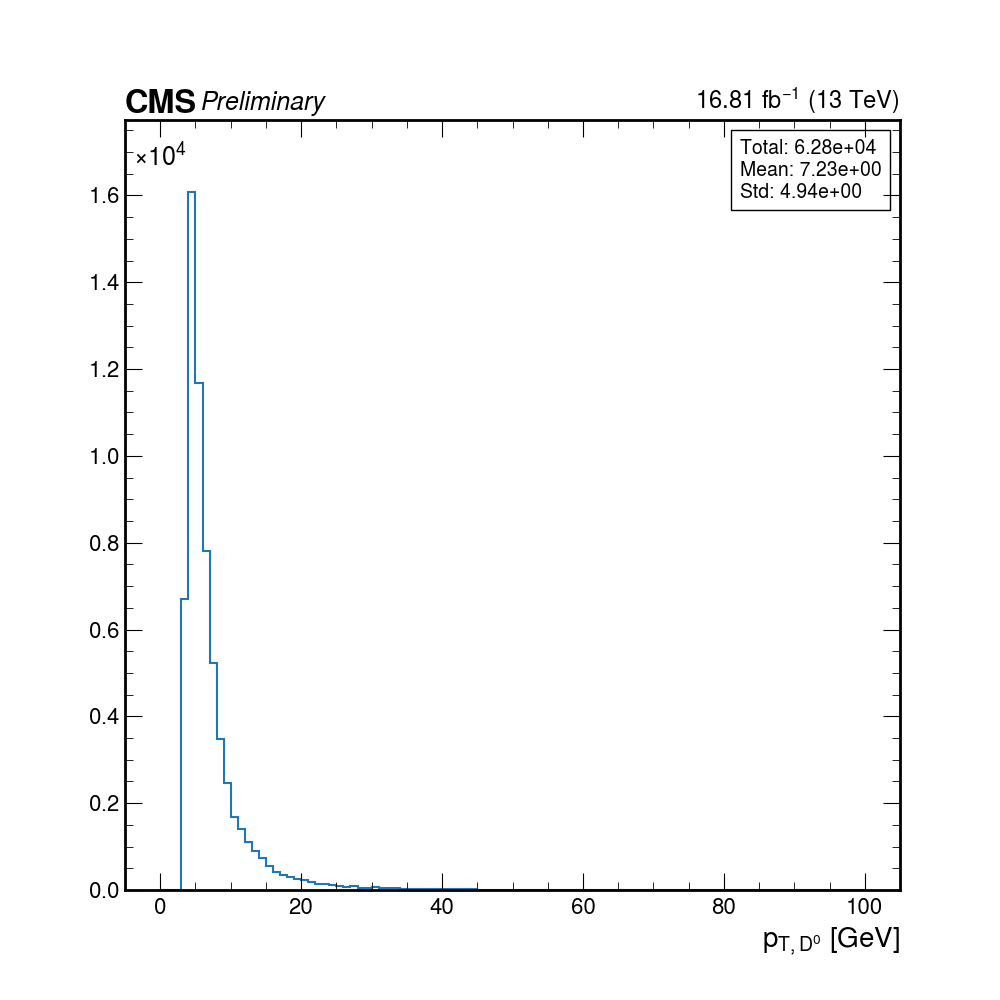 CMS Preliminary
16.81 fb⁻¹ (13 TeV)
×10⁴
Total: 6.28e+04
Mean: 7.23e+00
Std: 4.94e+00
1.6
1.4
1.2
1.0
0.8
0.6
0.4
0.2
0.0
0 20 40 60 80 100
p_{T, D⁰} [GeV]